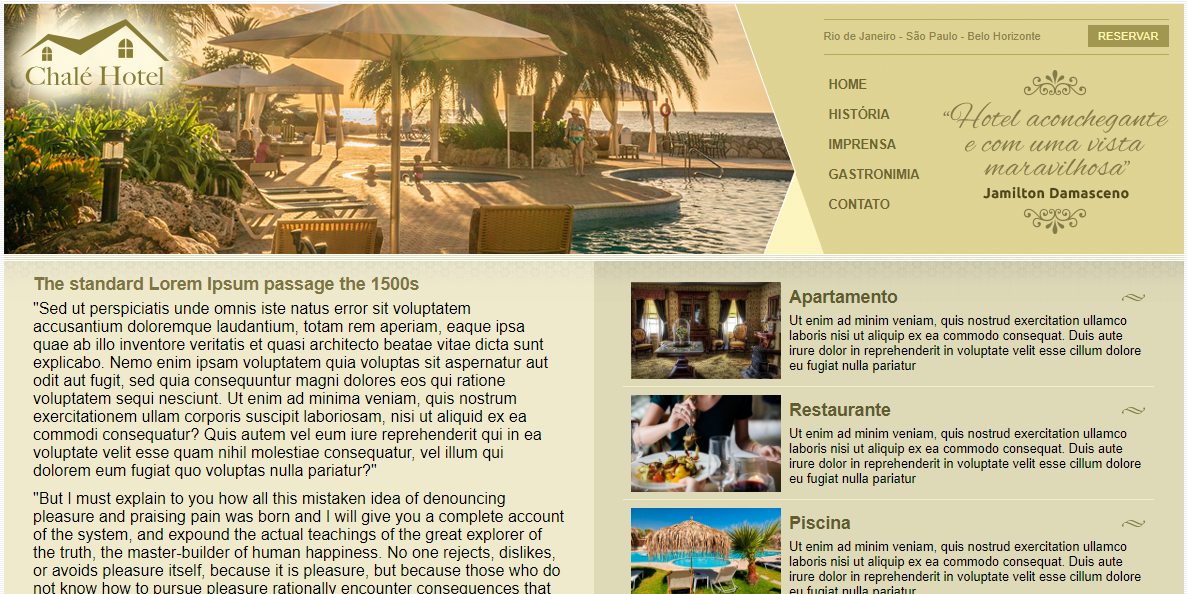 Chalé Hotel
Rio de Janeiro - São Paulo - Belo Horizonte
RESERVAR
HOME
HISTÓRIA
IMPRENSA
GASTRONIMIA
CONTATO
“Hotel aconchegante
e com uma vista
maravilhosa”
Jamilton Damasceno
The standard Lorem Ipsum passage the 1500s
"Sed ut perspiciatis unde omnis iste natus error sit voluptatem
accusantium doloremque laudantium, totam rem aperiam, eaque ipsa
quae ab illo inventore veritatis et quasi architecto beatae vitae dicta sunt
explicabo. Nemo enim ipsam voluptatem quia voluptas sit aspernatur aut
odit aut fugit, sed quia consequuntur magni dolores eos qui ratione
voluptatem sequi nesciunt. Ut enim ad minima veniam, quis nostrum
exercitationem ullam corporis suscipit laboriosam, nisi ut aliquid ex ea
commodi consequatur? Quis autem vel eum iure reprehenderit qui in ea
voluptate velit esse quam nihil molestiae consequatur, vel illum qui
dolorem eum fugiat quo voluptas nulla pariatur?"
"But I must explain to you how all this mistaken idea of denouncing
pleasure and praising pain was born and I will give you a complete account
of the system, and expound the actual teachings of the great explorer of
the truth, the master-builder of human happiness. No one rejects, dislikes,
or avoids pleasure itself, because it is pleasure, but because those who do
not know how to pursue pleasure rationally encounter consequences that
Apartamento
Ut enim ad minim veniam, quis nostrud exercitation ullamco
laboris nisi ut aliquip ex ea commodo consequat. Duis aute
irure dolor in reprehenderit in voluptate velit esse cillum dolore
eu fugiat nulla pariatur
Restaurante
Ut enim ad minim veniam, quis nostrud exercitation ullamco
laboris nisi ut aliquip ex ea commodo consequat. Duis aute
irure dolor in reprehenderit in voluptate velit esse cillum dolore
eu fugiat nulla pariatur
Piscina
Ut enim ad minim veniam, quis nostrud exercitation ullamco
laboris nisi ut aliquip ex ea commodo consequat. Duis aute
irure dolor in reprehenderit in voluptate velit esse cillum dolore
eu fugiat nulla pariatur